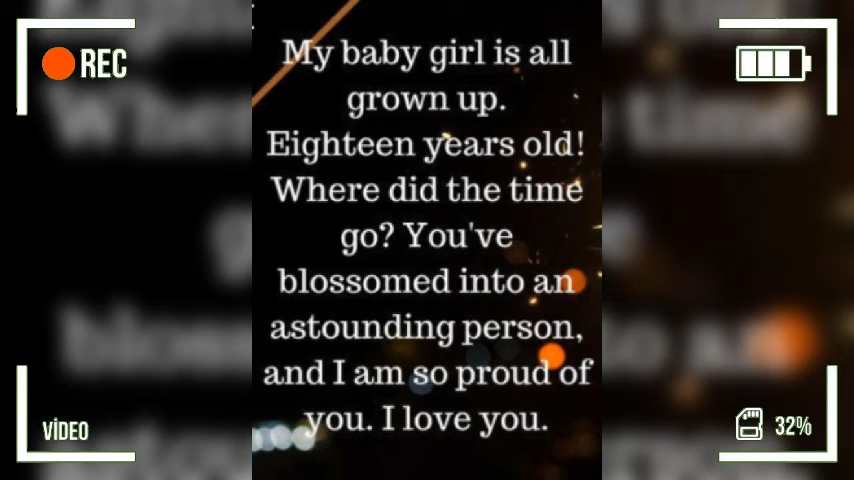 REC
My baby girl is all
grown up.
Eighteen years old!
Where did the time
go? You've
blossomed into an
astounding person,
and I am so proud of
you. I love you.
VİDEO
32%